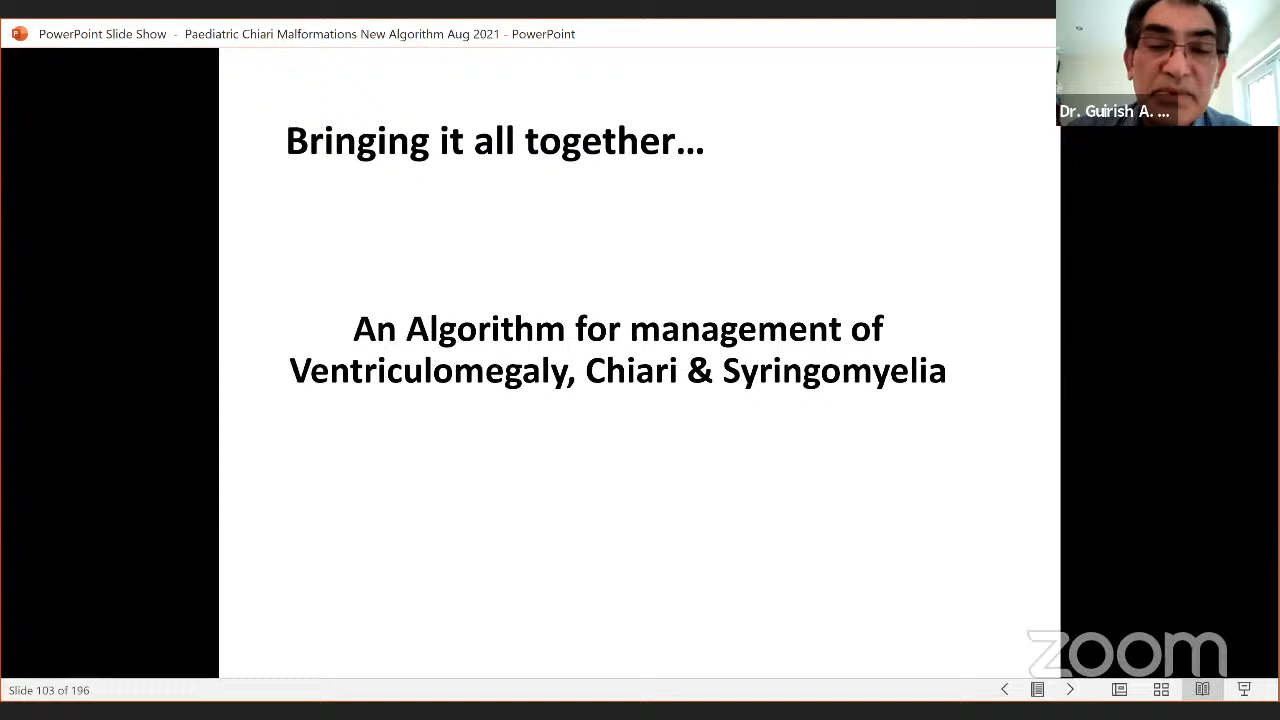 PowerPoint Slide Show - Paediatric Chiari Malformations New Algorithm Aug 2021 - PowerPoint
Dr. Guirish A. ...
Bringing it all together…
An Algorithm for management of
Ventriculomegaly, Chiari & Syringomyelia
zoom
Slide 103 of 196